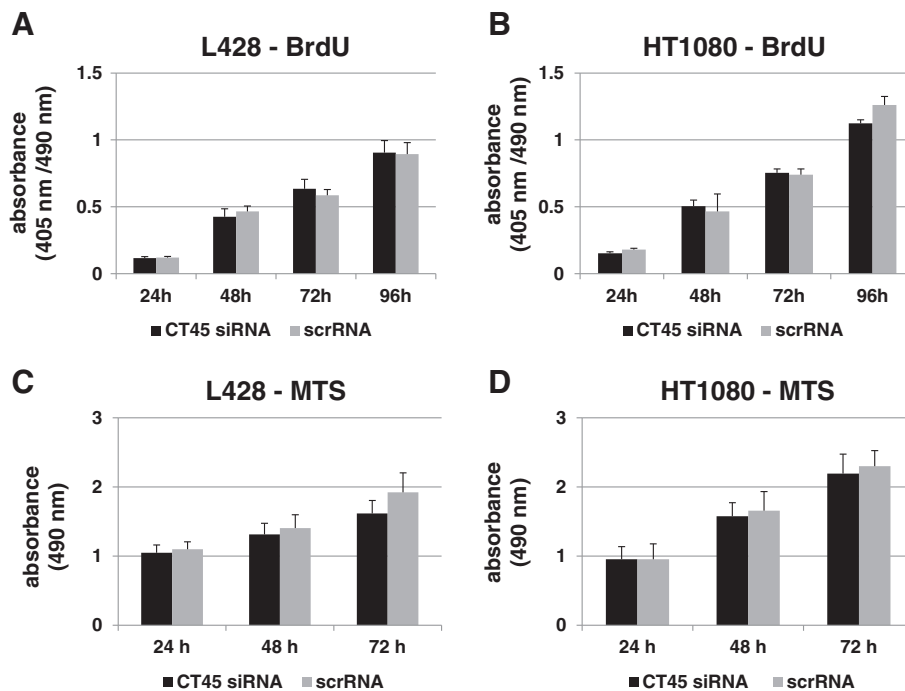 A
L428 - BrdU
absorbance
(405 nm /490 nm)
1.5
1
0.5
0
24h 48h 72h 96h
CT45 siRNA scrRNA
B
HT1080 - BrdU
absorbance
(405 nm /490 nm)
1.5
1
0.5
0
24h 48h 72h 96h
CT45 siRNA scrRNA
C
L428 - MTS
absorbance
(490 nm)
3
2
1
0
24 h 48 h 72 h
CT45 siRNA scrRNA
D
HT1080 - MTS
absorbance
(490 nm)
3
2
1
0
24 h 48 h 72 h
CT45 siRNA scrRNA